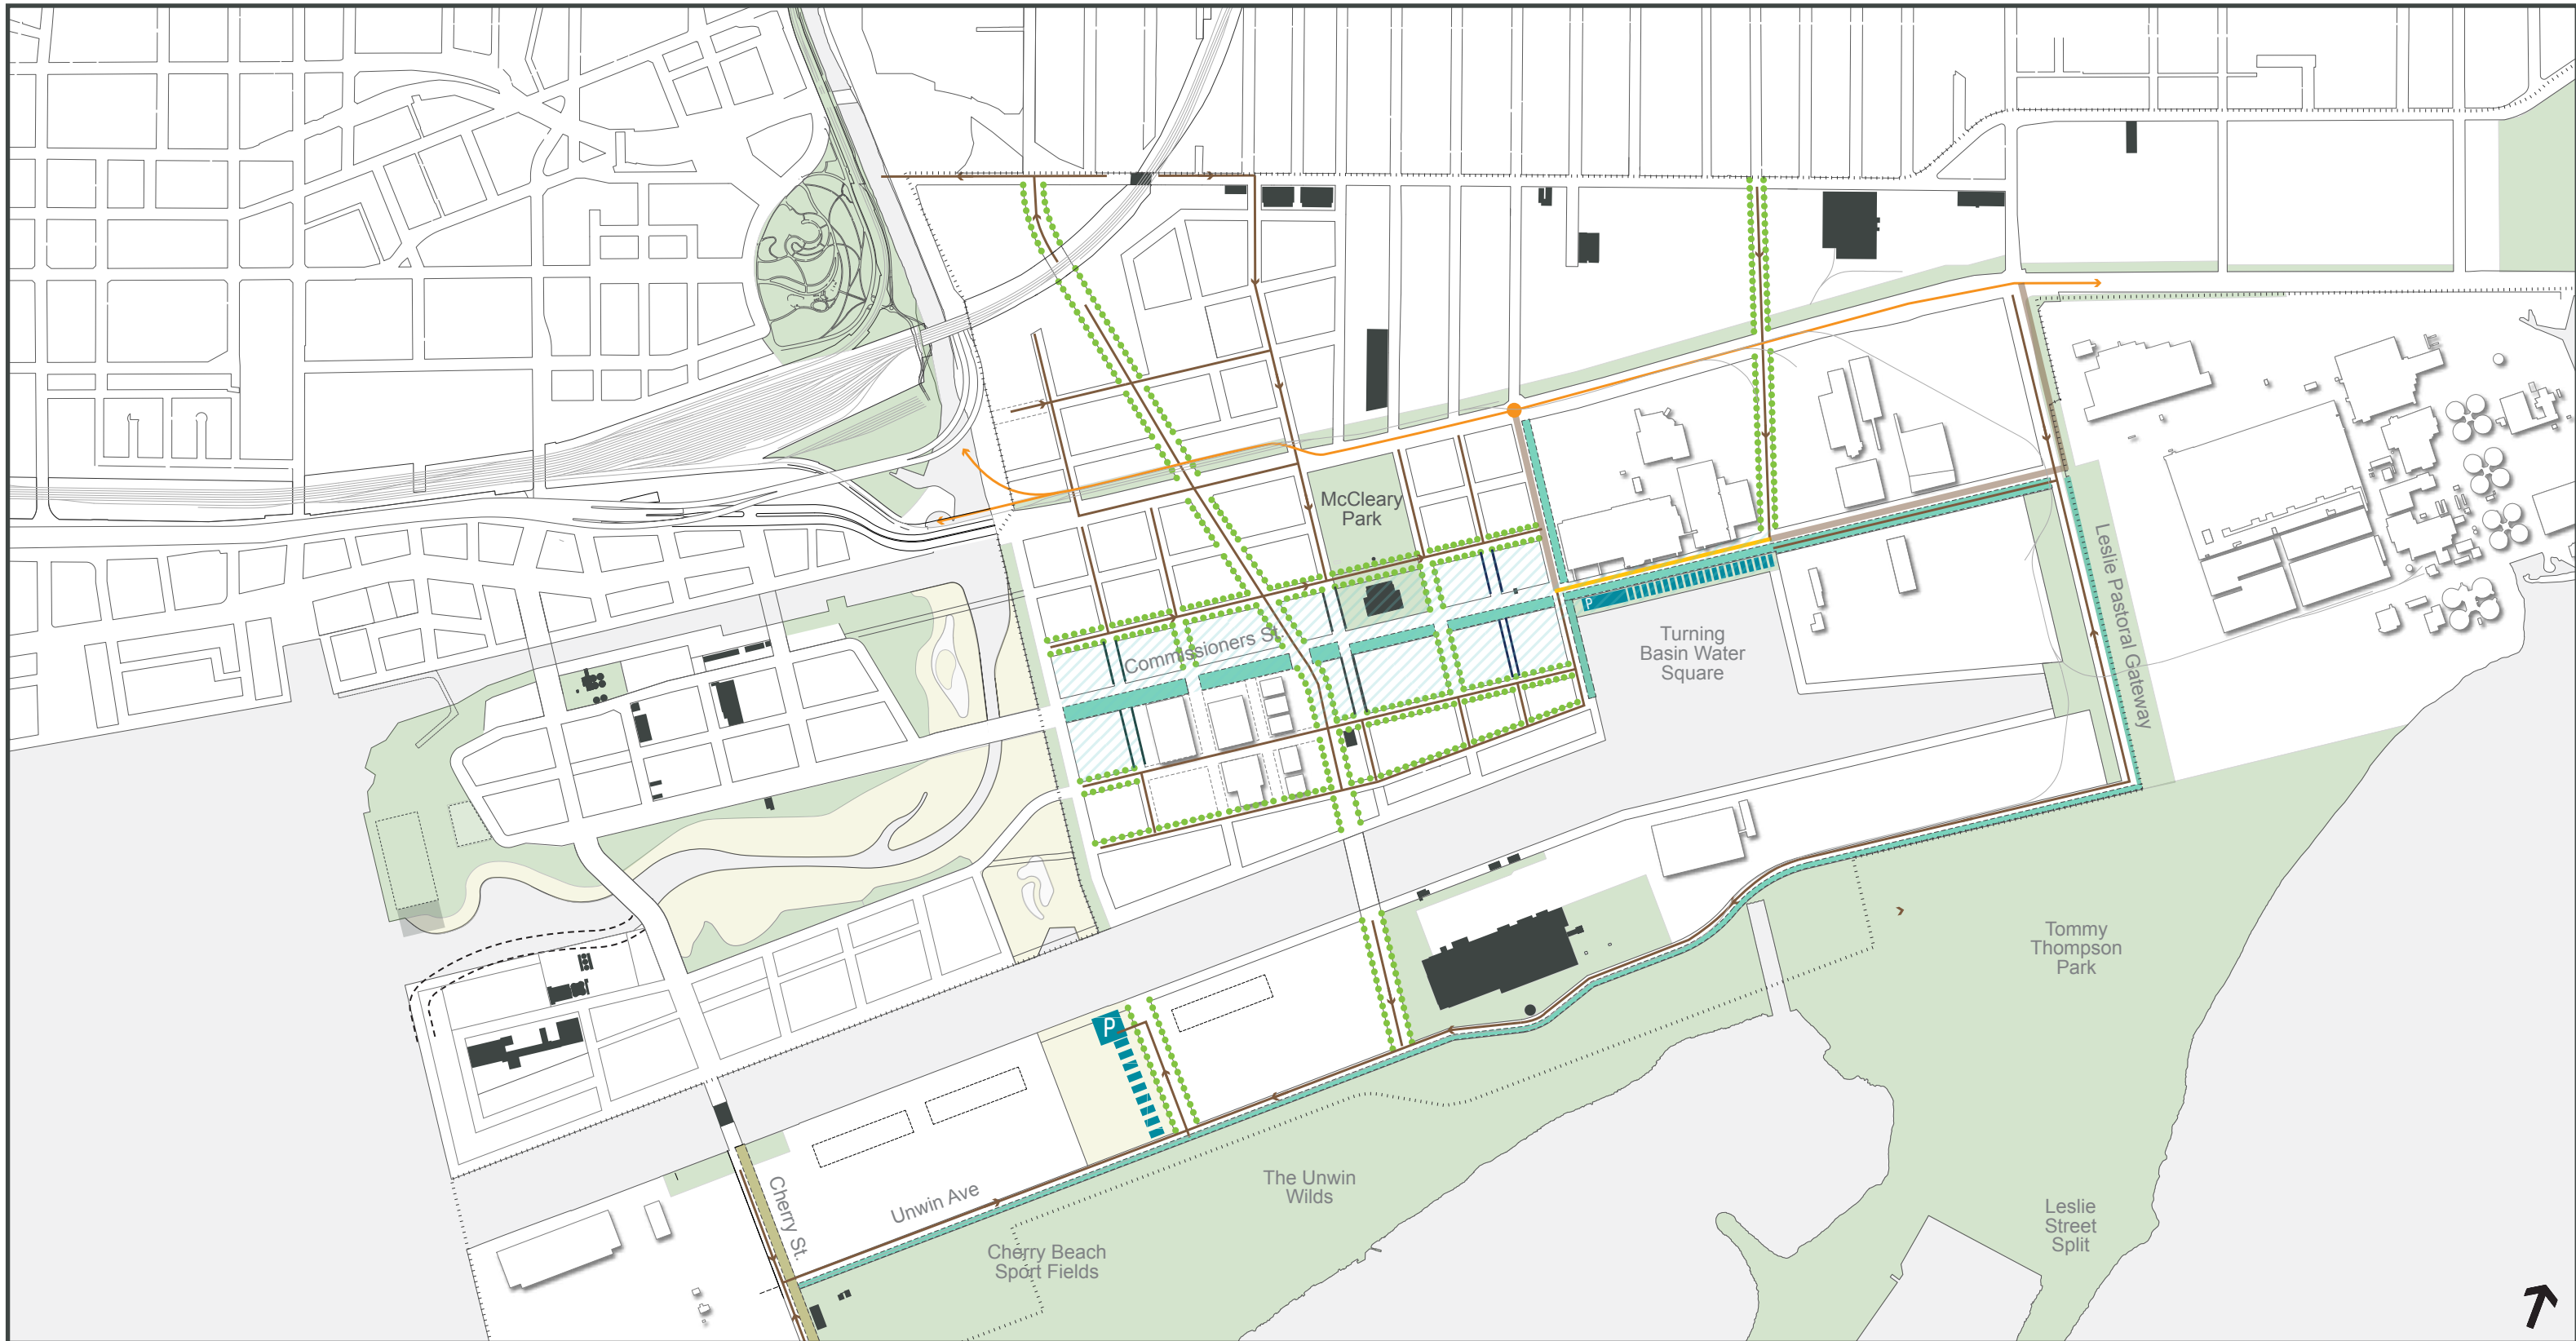 McCleary
Park
P
Turning
Basin Water
Square
Commissioners St.
Leslie Pastoral Gateway
Tommy
Thompson
Park
P
The Unwin
Wilds
Cherry St.
Unwin Ave
Leslie
Street
Split
Cherry Beach
Sport Fields